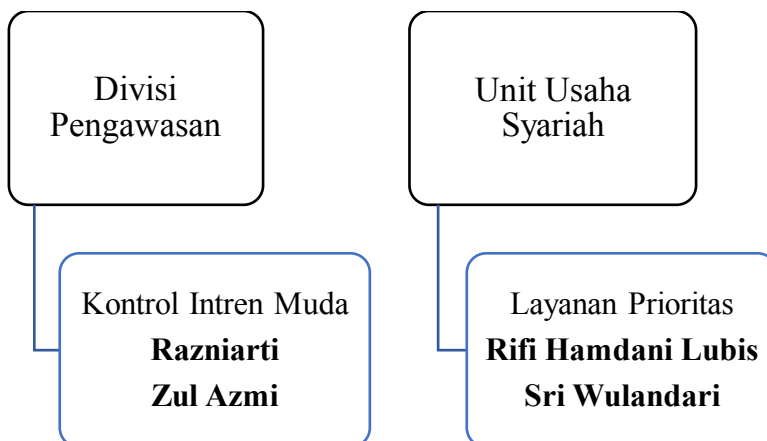 Divisi
Pengawasan
Unit Usaha
Syariah
Kontrol Intren Muda
Razniarti
Zul Azmi
Layanan Prioritas
Rifi Hamdani Lubis
Sri Wulandari